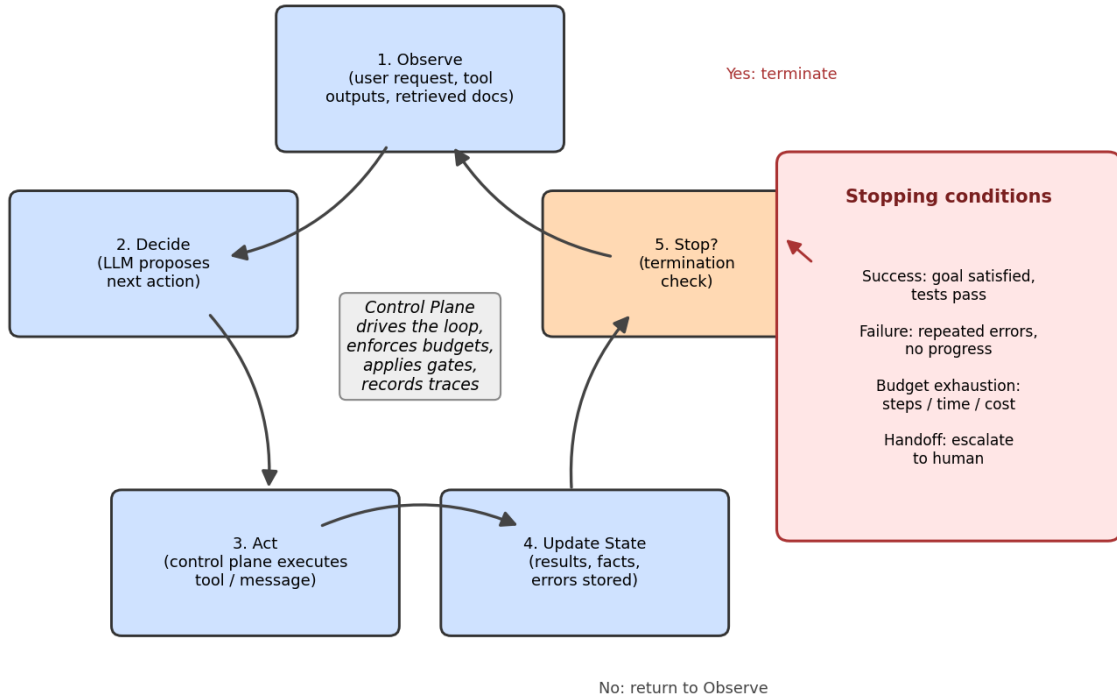 1. Observe
(user request, tool
outputs, retrieved docs)
Yes: terminate
2. Decide
(LLM proposes
next action)
5. Stop?
(termination
check)
Stopping conditions
Success: goal satisfied,
tests pass
Failure: repeated errors,
no progress
Budget exhaustion:
steps / time / cost
Handoff: escalate
to human
Control Plane
drives the loop,
enforces budgets,
applies gates,
records traces
3. Act
(control plane executes
tool / message)
4. Update State
(results, facts,
errors stored)
No: return to Observe